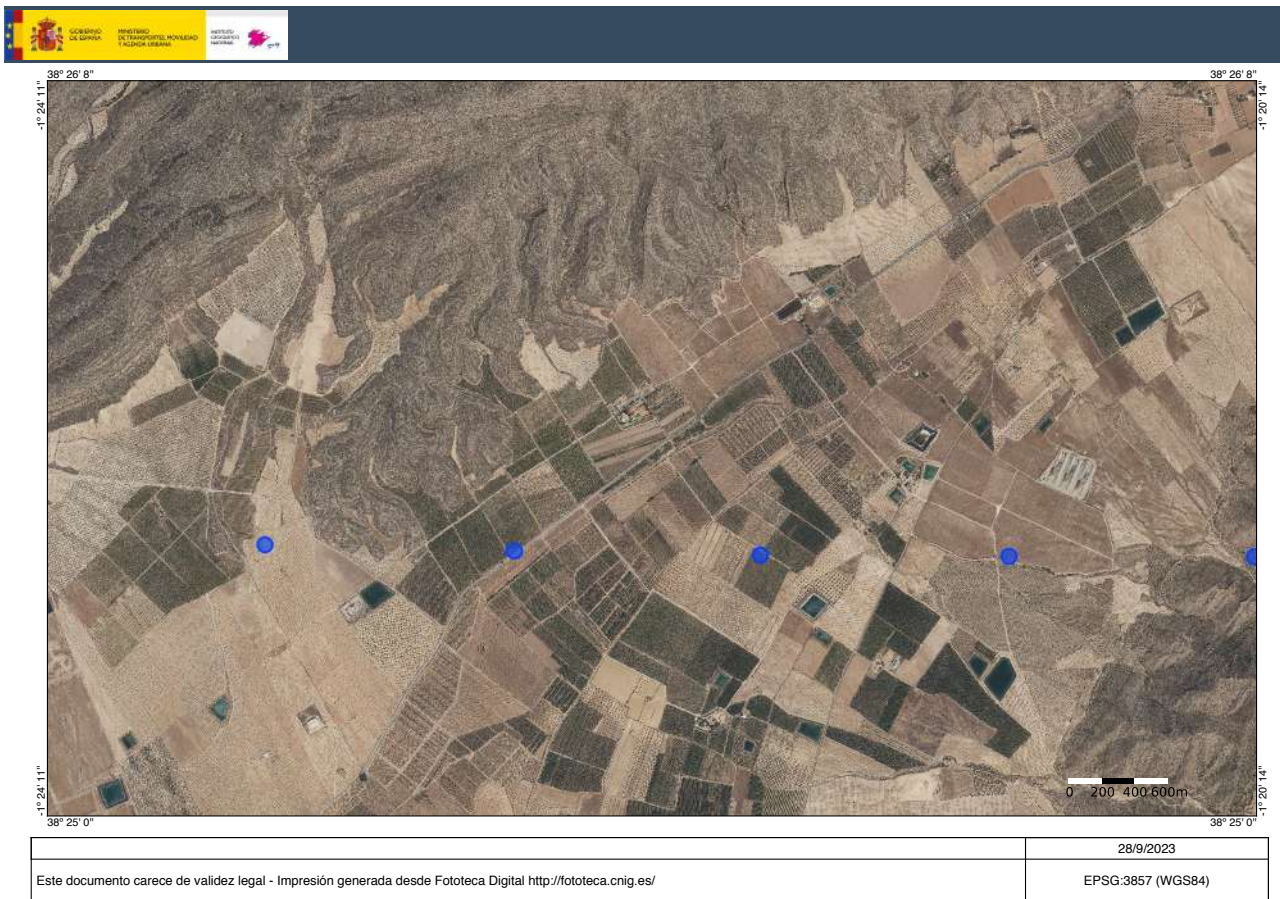 GOBIERNO
DE ESPAÑA
MINISTERIO
DE TRANSPORTES, MOVILIDAD
Y AGENDA URBANA
INSTITUTO
GEOGRÁFICO
NACIONAL
38° 26' 8"
38° 26' 8"
-1° 24' 11"
-1° 20' 14"
-1° 24' 11"
-1° 20' 14"
0 200 400 600m
38° 25' 0"
38° 25' 0"
28/9/2023
Este documento carece de validez legal - Impresión generada desde Fototeca Digital http://fototeca.cnig.es/
EPSG:3857 (WGS84)